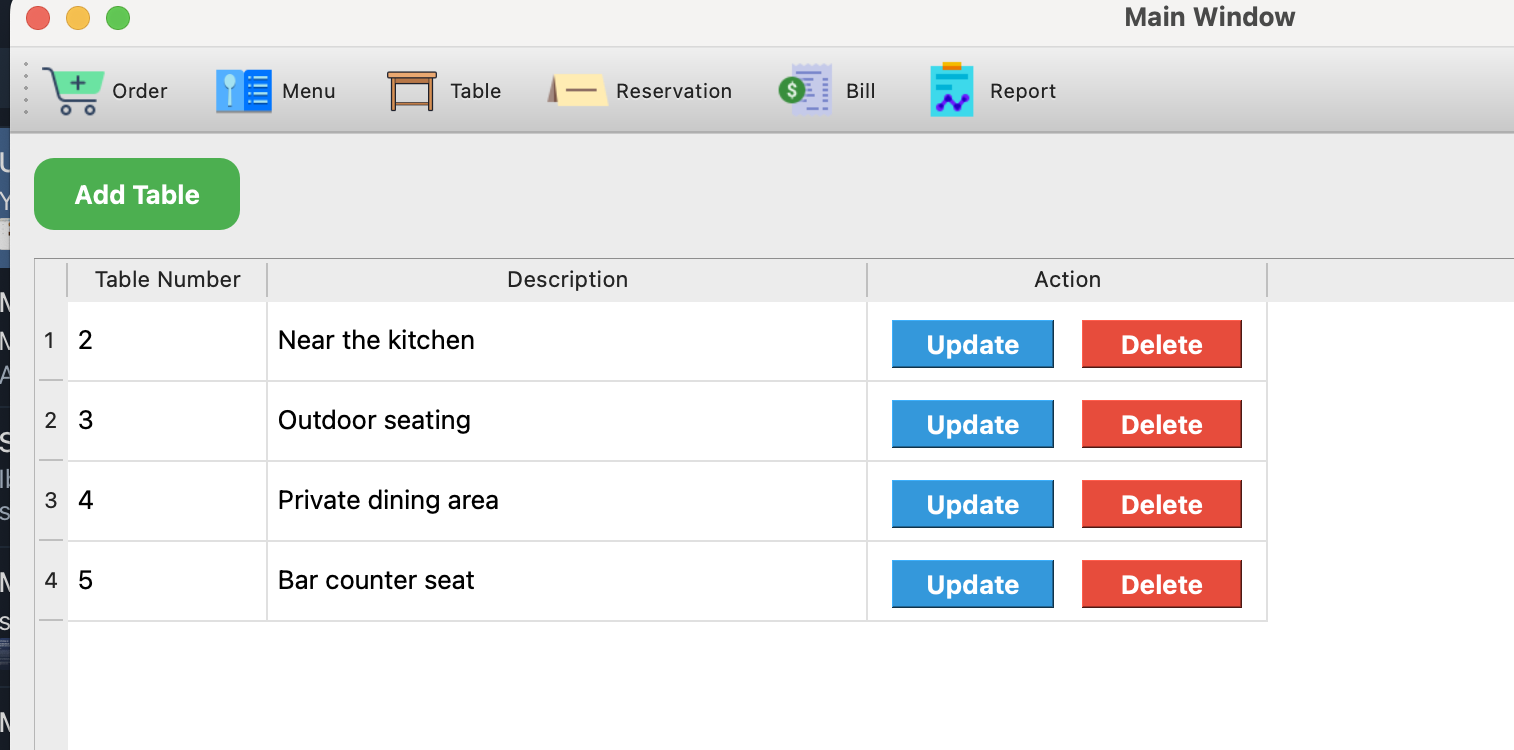 Main Window
Order Menu Table Reservation Bill Report
Add Table
Table Number Description Action
1 2 Near the kitchen Update Delete
2 3 Outdoor seating Update Delete
3 4 Private dining area Update Delete
4 5 Bar counter seat Update Delete